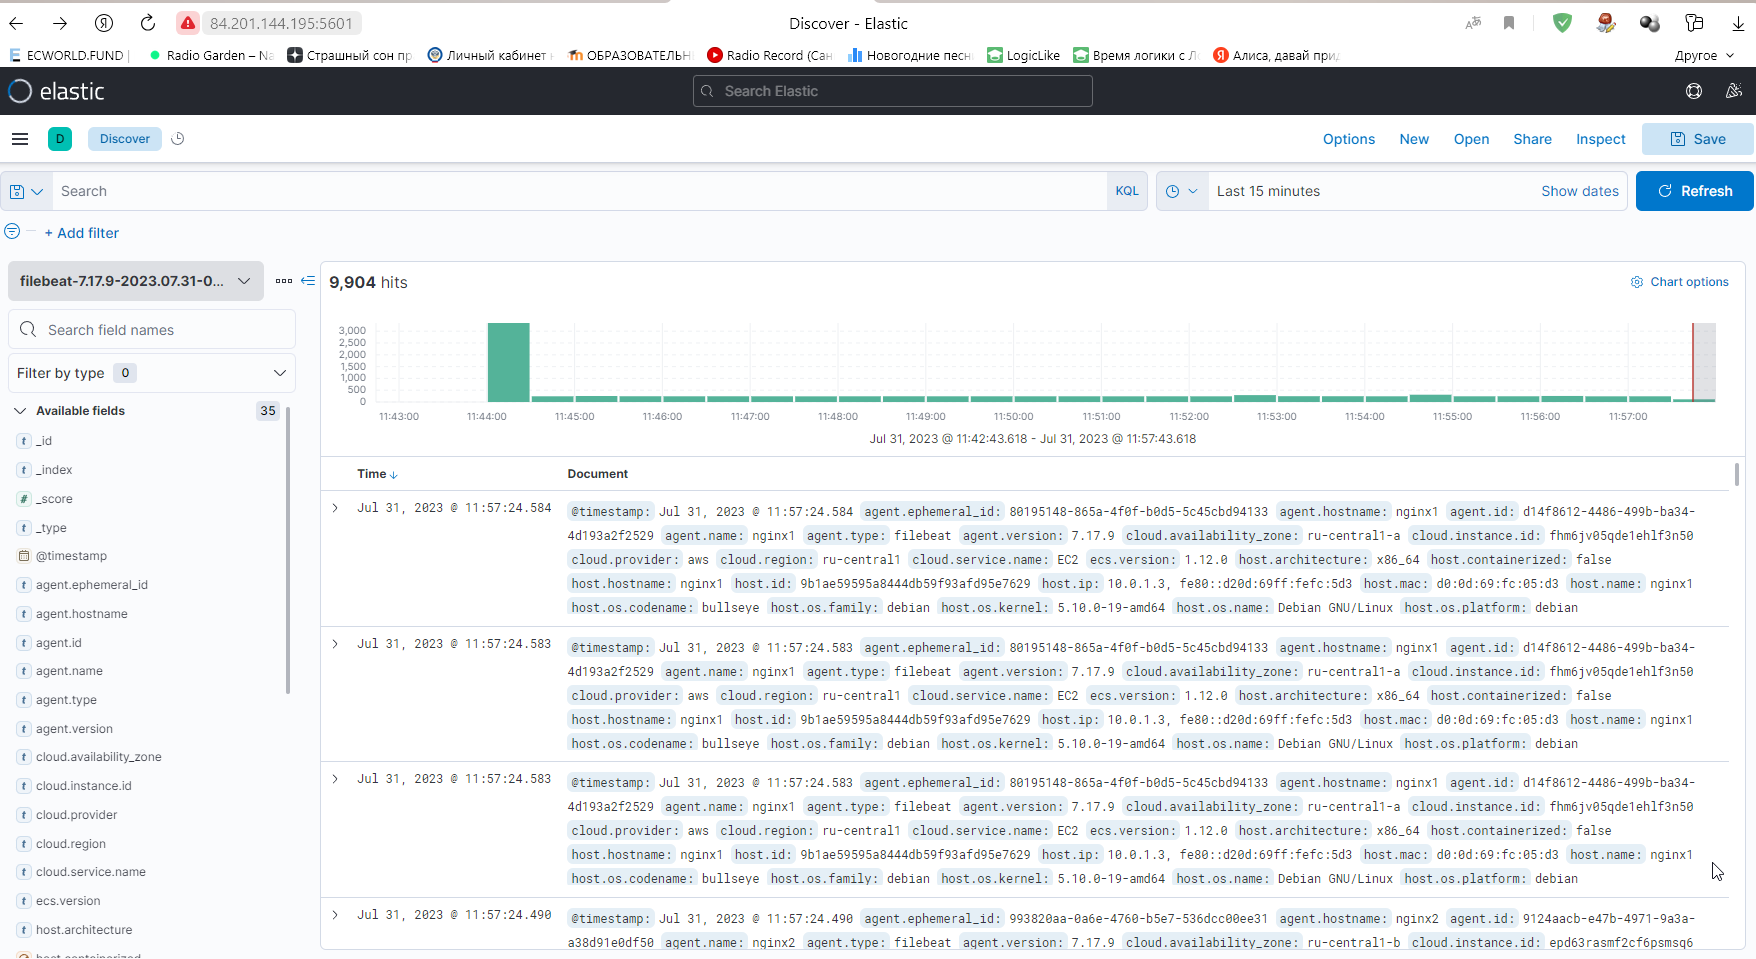 84.201.144.195:5601
Discover - Elastic
ECWORLD.FUND |
Radio Garden – Na
Страшный сон пр
Личный кабинет
ОБРАЗОВАТЕЛЬН
Radio Record (Сан
Новогодние песн
LogicLike
Время логики с Л
Алиса, давай при
Другое
elastic
Search Elastic
D
Discover
Options
New
Open
Share
Inspect
Save
Search
KQL
Last 15 minutes
Show dates
Refresh
+ Add filter
filebeat-7.17.9-2023.07.31-0...
Search field names
Filter by type 0
Available fields 35
t _id
t _index
# _score
t _type
@timestamp
t agent.ephemeral_id
t agent.hostname
t agent.id
t agent.name
t agent.type
t agent.version
t cloud.availability_zone
t cloud.instance.id
t cloud.provider
t cloud.region
t cloud.service.name
t ecs.version
t host.architecture
host.containerized
9,904 hits
Chart options
3,000
2,500
2,000
1,500
1,000
500
0
11:43:00 11:44:00 11:45:00 11:46:00 11:47:00 11:48:00 11:49:00 11:50:00 11:51:00 11:52:00 11:53:00 11:54:00 11:55:00 11:56:00 11:57:00
Jul 31, 2023 @ 11:42:43.618 - Jul 31, 2023 @ 11:57:43.618
Time Document
Jul 31, 2023 @ 11:57:24.584
@timestamp: Jul 31, 2023 @ 11:57:24.584 agent.ephemeral_id: 80195148-865a-4f0f-b0d5-5c45cbd94133 agent.hostname: nginx1 agent.id: d14f8612-4486-499b-ba34-
4d193a2f2529 agent.name: nginx1 agent.type: filebeat agent.version: 7.17.9 cloud.availability_zone: ru-central1-a cloud.instance.id: fhm6jv05qde1ehlf3n50
cloud.provider: aws cloud.region: ru-central1 cloud.service.name: EC2 ecs.version: 1.12.0 host.architecture: x86_64 host.containerized: false
host.hostname: nginx1 host.id: 9b1ae59595a8444db59f93afd95e7629 host.ip: 10.0.1.3, fe80::d20d:69ff:fefc:5d3 host.mac: d0:0d:69:fc:05:d3 host.name: nginx1
host.os.codename: bullseye host.os.family: debian host.os.kernel: 5.10.0-19-amd64 host.os.name: Debian GNU/Linux host.os.platform: debian
Jul 31, 2023 @ 11:57:24.583
@timestamp: Jul 31, 2023 @ 11:57:24.583 agent.ephemeral_id: 80195148-865a-4f0f-b0d5-5c45cbd94133 agent.hostname: nginx1 agent.id: d14f8612-4486-499b-ba34-
4d193a2f2529 agent.name: nginx1 agent.type: filebeat agent.version: 7.17.9 cloud.availability_zone: ru-central1-a cloud.instance.id: fhm6jv05qde1ehlf3n50
cloud.provider: aws cloud.region: ru-central1 cloud.service.name: EC2 ecs.version: 1.12.0 host.architecture: x86_64 host.containerized: false
host.hostname: nginx1 host.id: 9b1ae59595a8444db59f93afd95e7629 host.ip: 10.0.1.3, fe80::d20d:69ff:fefc:5d3 host.mac: d0:0d:69:fc:05:d3 host.name: nginx1
host.os.codename: bullseye host.os.family: debian host.os.kernel: 5.10.0-19-amd64 host.os.name: Debian GNU/Linux host.os.platform: debian
Jul 31, 2023 @ 11:57:24.583
@timestamp: Jul 31, 2023 @ 11:57:24.583 agent.ephemeral_id: 80195148-865a-4f0f-b0d5-5c45cbd94133 agent.hostname: nginx1 agent.id: d14f8612-4486-499b-ba34-
4d193a2f2529 agent.name: nginx1 agent.type: filebeat agent.version: 7.17.9 cloud.availability_zone: ru-central1-a cloud.instance.id: fhm6jv05qde1ehlf3n50
cloud.provider: aws cloud.region: ru-central1 cloud.service.name: EC2 ecs.version: 1.12.0 host.architecture: x86_64 host.containerized: false
host.hostname: nginx1 host.id: 9b1ae59595a8444db59f93afd95e7629 host.ip: 10.0.1.3, fe80::d20d:69ff:fefc:5d3 host.mac: d0:0d:69:fc:05:d3 host.name: nginx1
host.os.codename: bullseye host.os.family: debian host.os.kernel: 5.10.0-19-amd64 host.os.name: Debian GNU/Linux host.os.platform: debian
Jul 31, 2023 @ 11:57:24.490
@timestamp: Jul 31, 2023 @ 11:57:24.490 agent.ephemeral_id: 993820aa-0a6e-4760-b5e7-536dcc00ee31 agent.hostname: nginx2 agent.id: 9124aacb-e47b-4971-9a3a-
a38d91e0df50 agent.name: nginx2 agent.type: filebeat agent.version: 7.17.9 cloud.availability_zone: ru-central1-b cloud.instance.id: epd63rasmf2cf6psmsq6